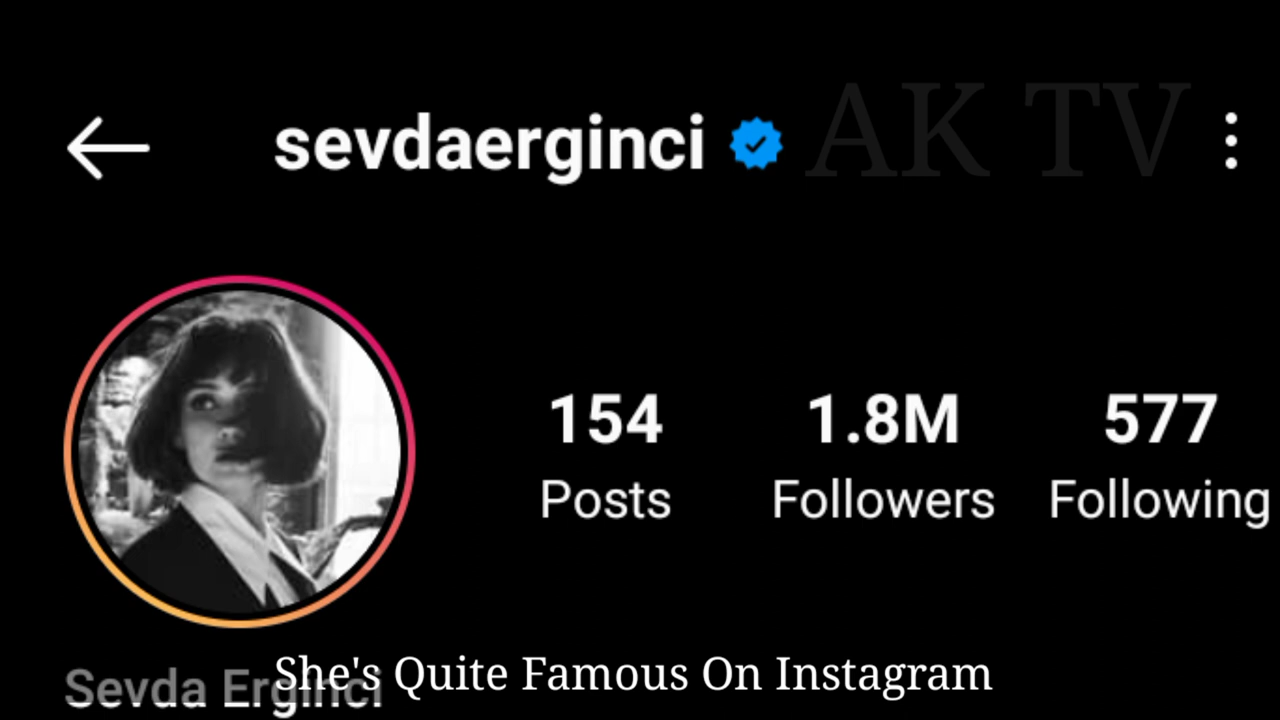 sevdaerginci
AK TV
154 1.8M 577
Posts Followers Following
Sevda Erginci
She's Quite Famous On Instagram